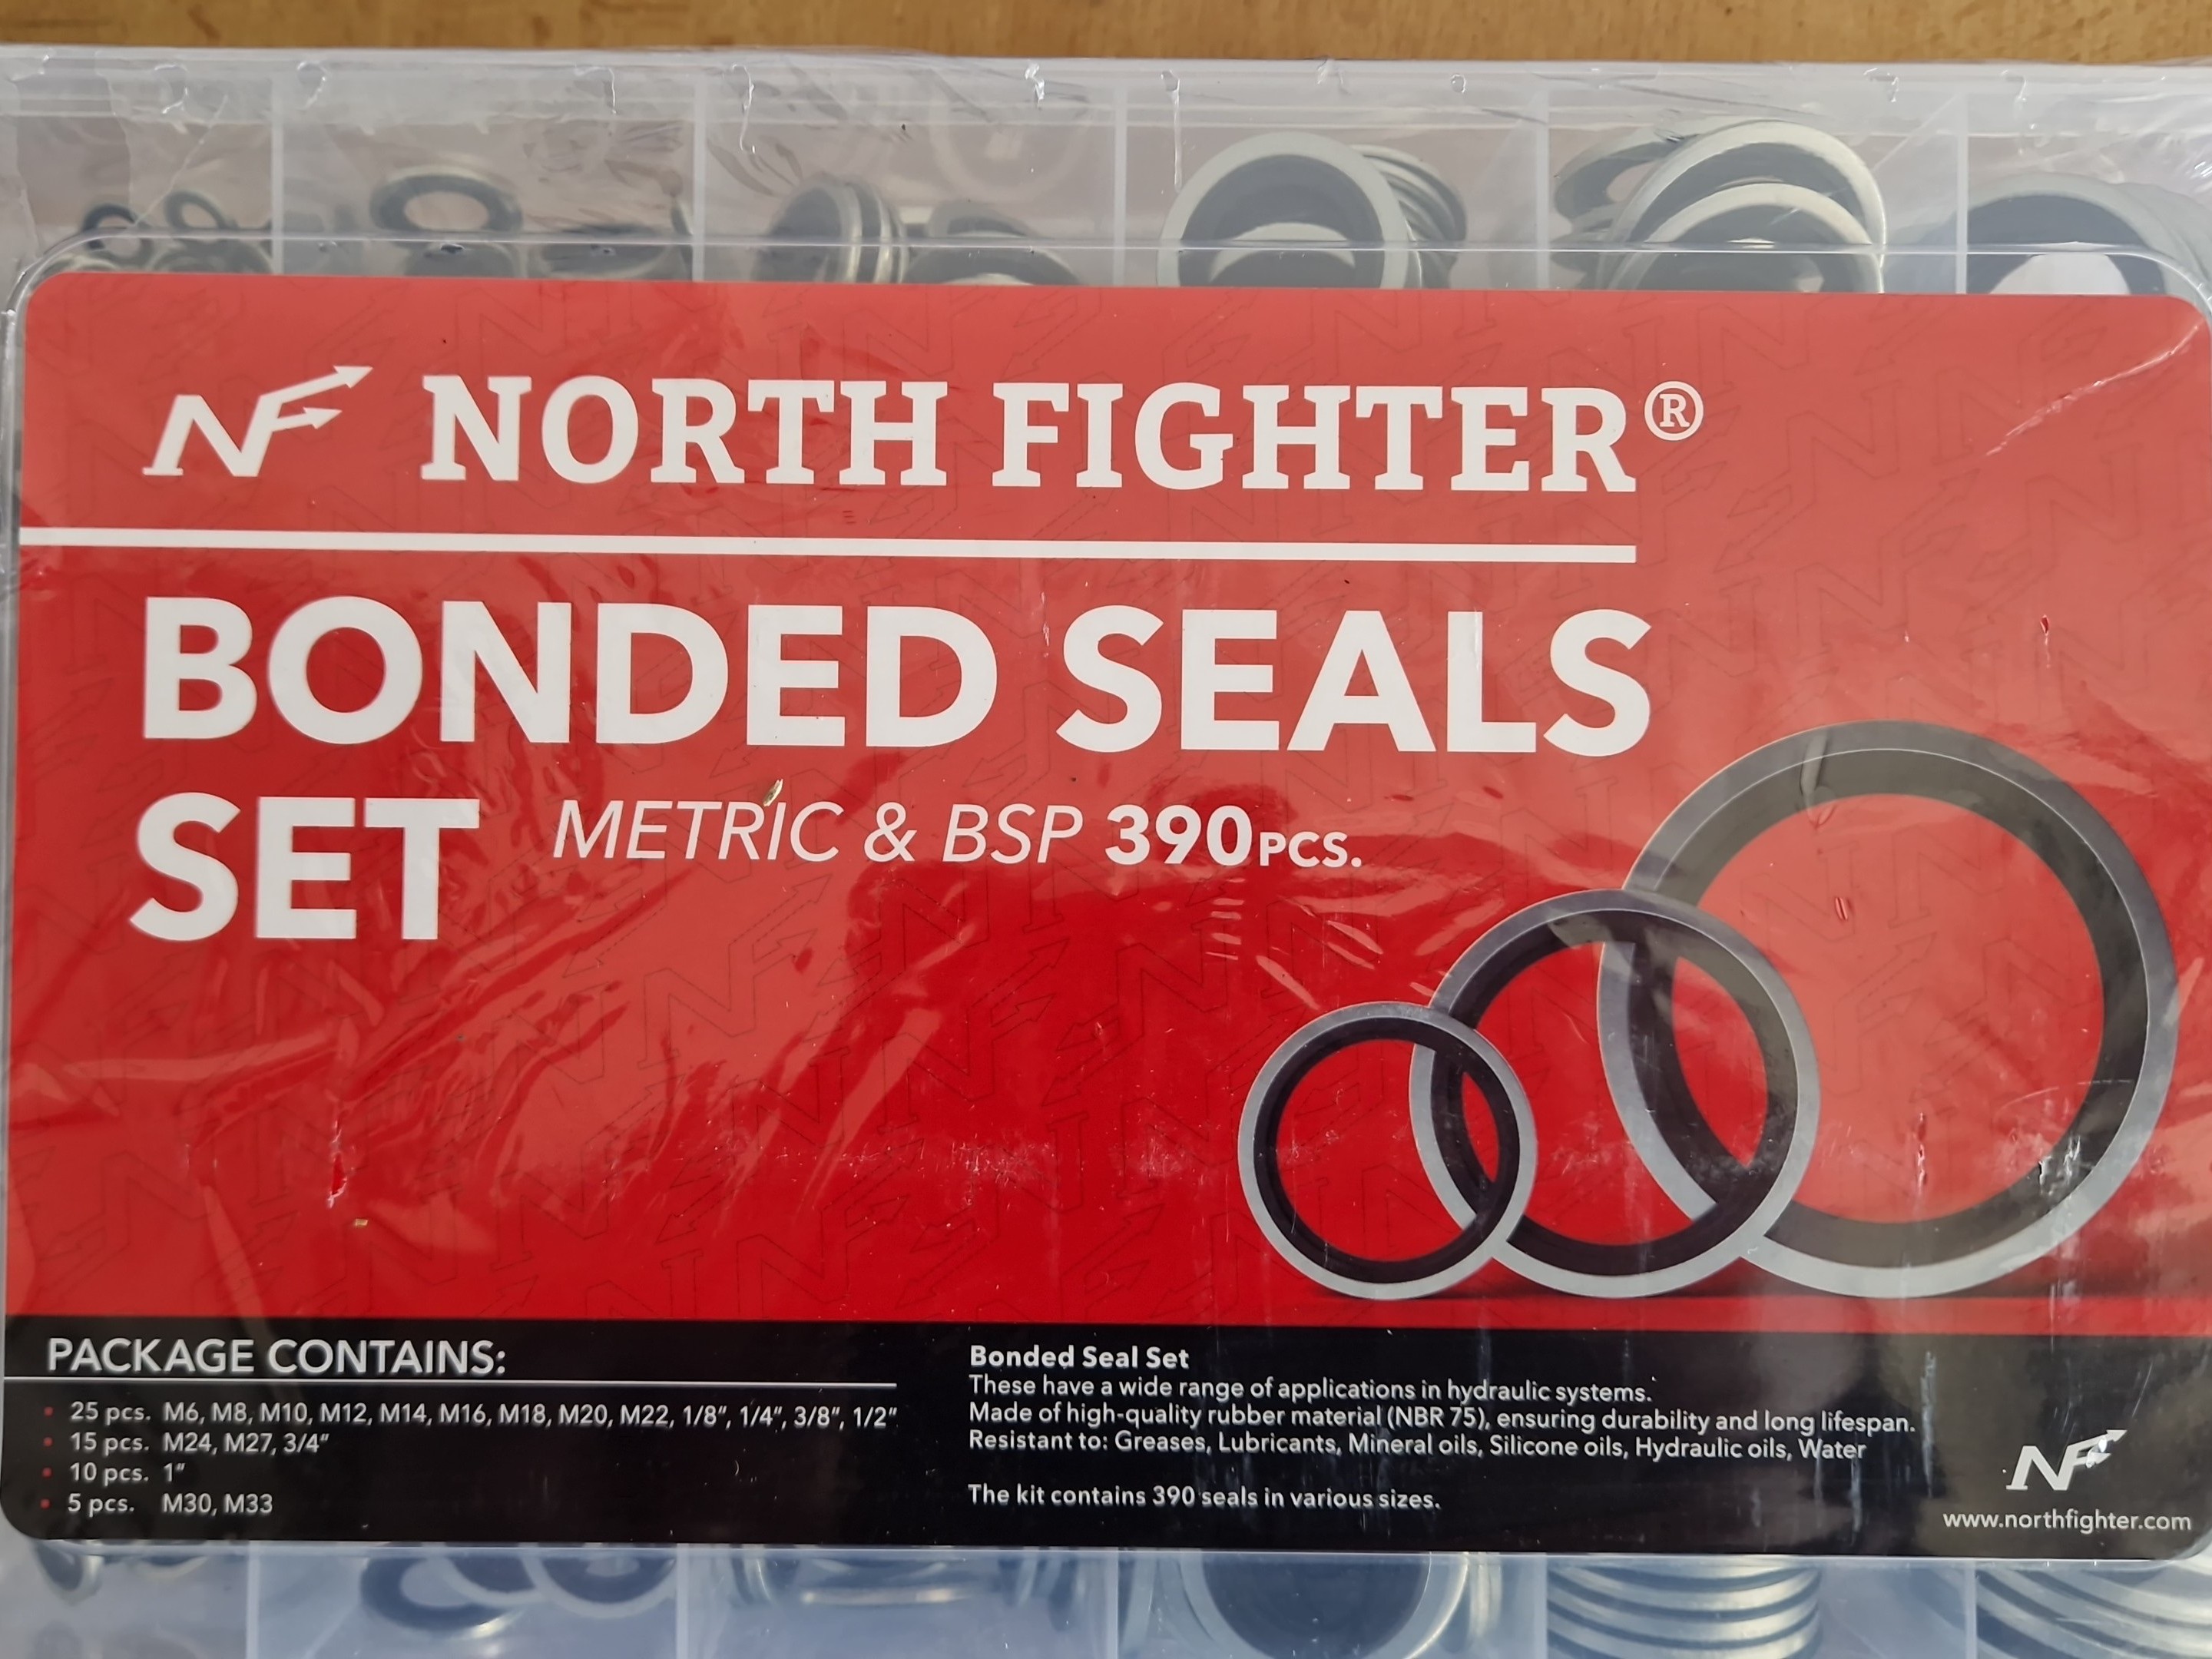 NF NORTH FIGHTER®
BONDED SEALS
SET METRIC & BSP 390PCS.
PACKAGE CONTAINS:
▪ 25 pcs. M6, M8, M10, M12, M14, M16, M18, M20, M22, 1/8″, 1/4″, 3/8″, 1/2″
▪ 15 pcs. M24, M27, 3/4″
▪ 10 pcs. 1″
▪ 5 pcs. M30, M33
Bonded Seal Set
These have a wide range of applications in hydraulic systems.
Made of high-quality rubber material (NBR 75), ensuring durability and long lifespan.
Resistant to: Greases, Lubricants, Mineral oils, Silicone oils, Hydraulic oils, Water
The kit contains 390 seals in various sizes.
NF
www.northfighter.com